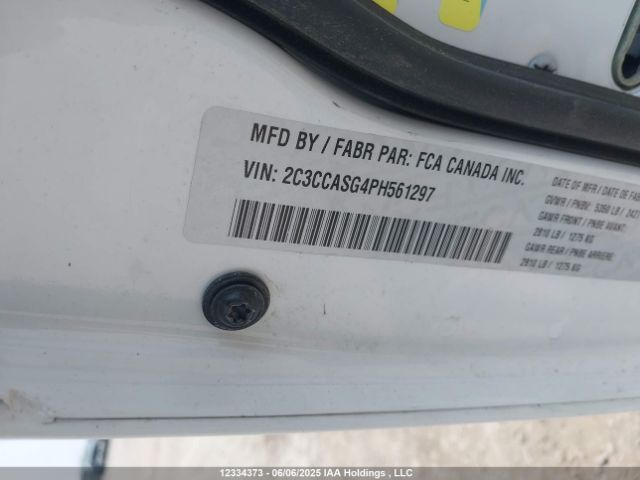 MFD BY / FABR PAR: FCA CANADA INC.
VIN: 2C3CCASG4PH561297
DATE OF MFR / DATE DE FAB
GVWR / PNBV: 5350 LB /
GAWR FRONT / PNBE AVANT:
2810 LB / 1275 KG
GAWR REAR / PNBE ARRIERE:
2810 LB / 1275 KG
12334373 - 06/06/2025 IAA Holdings , LLC